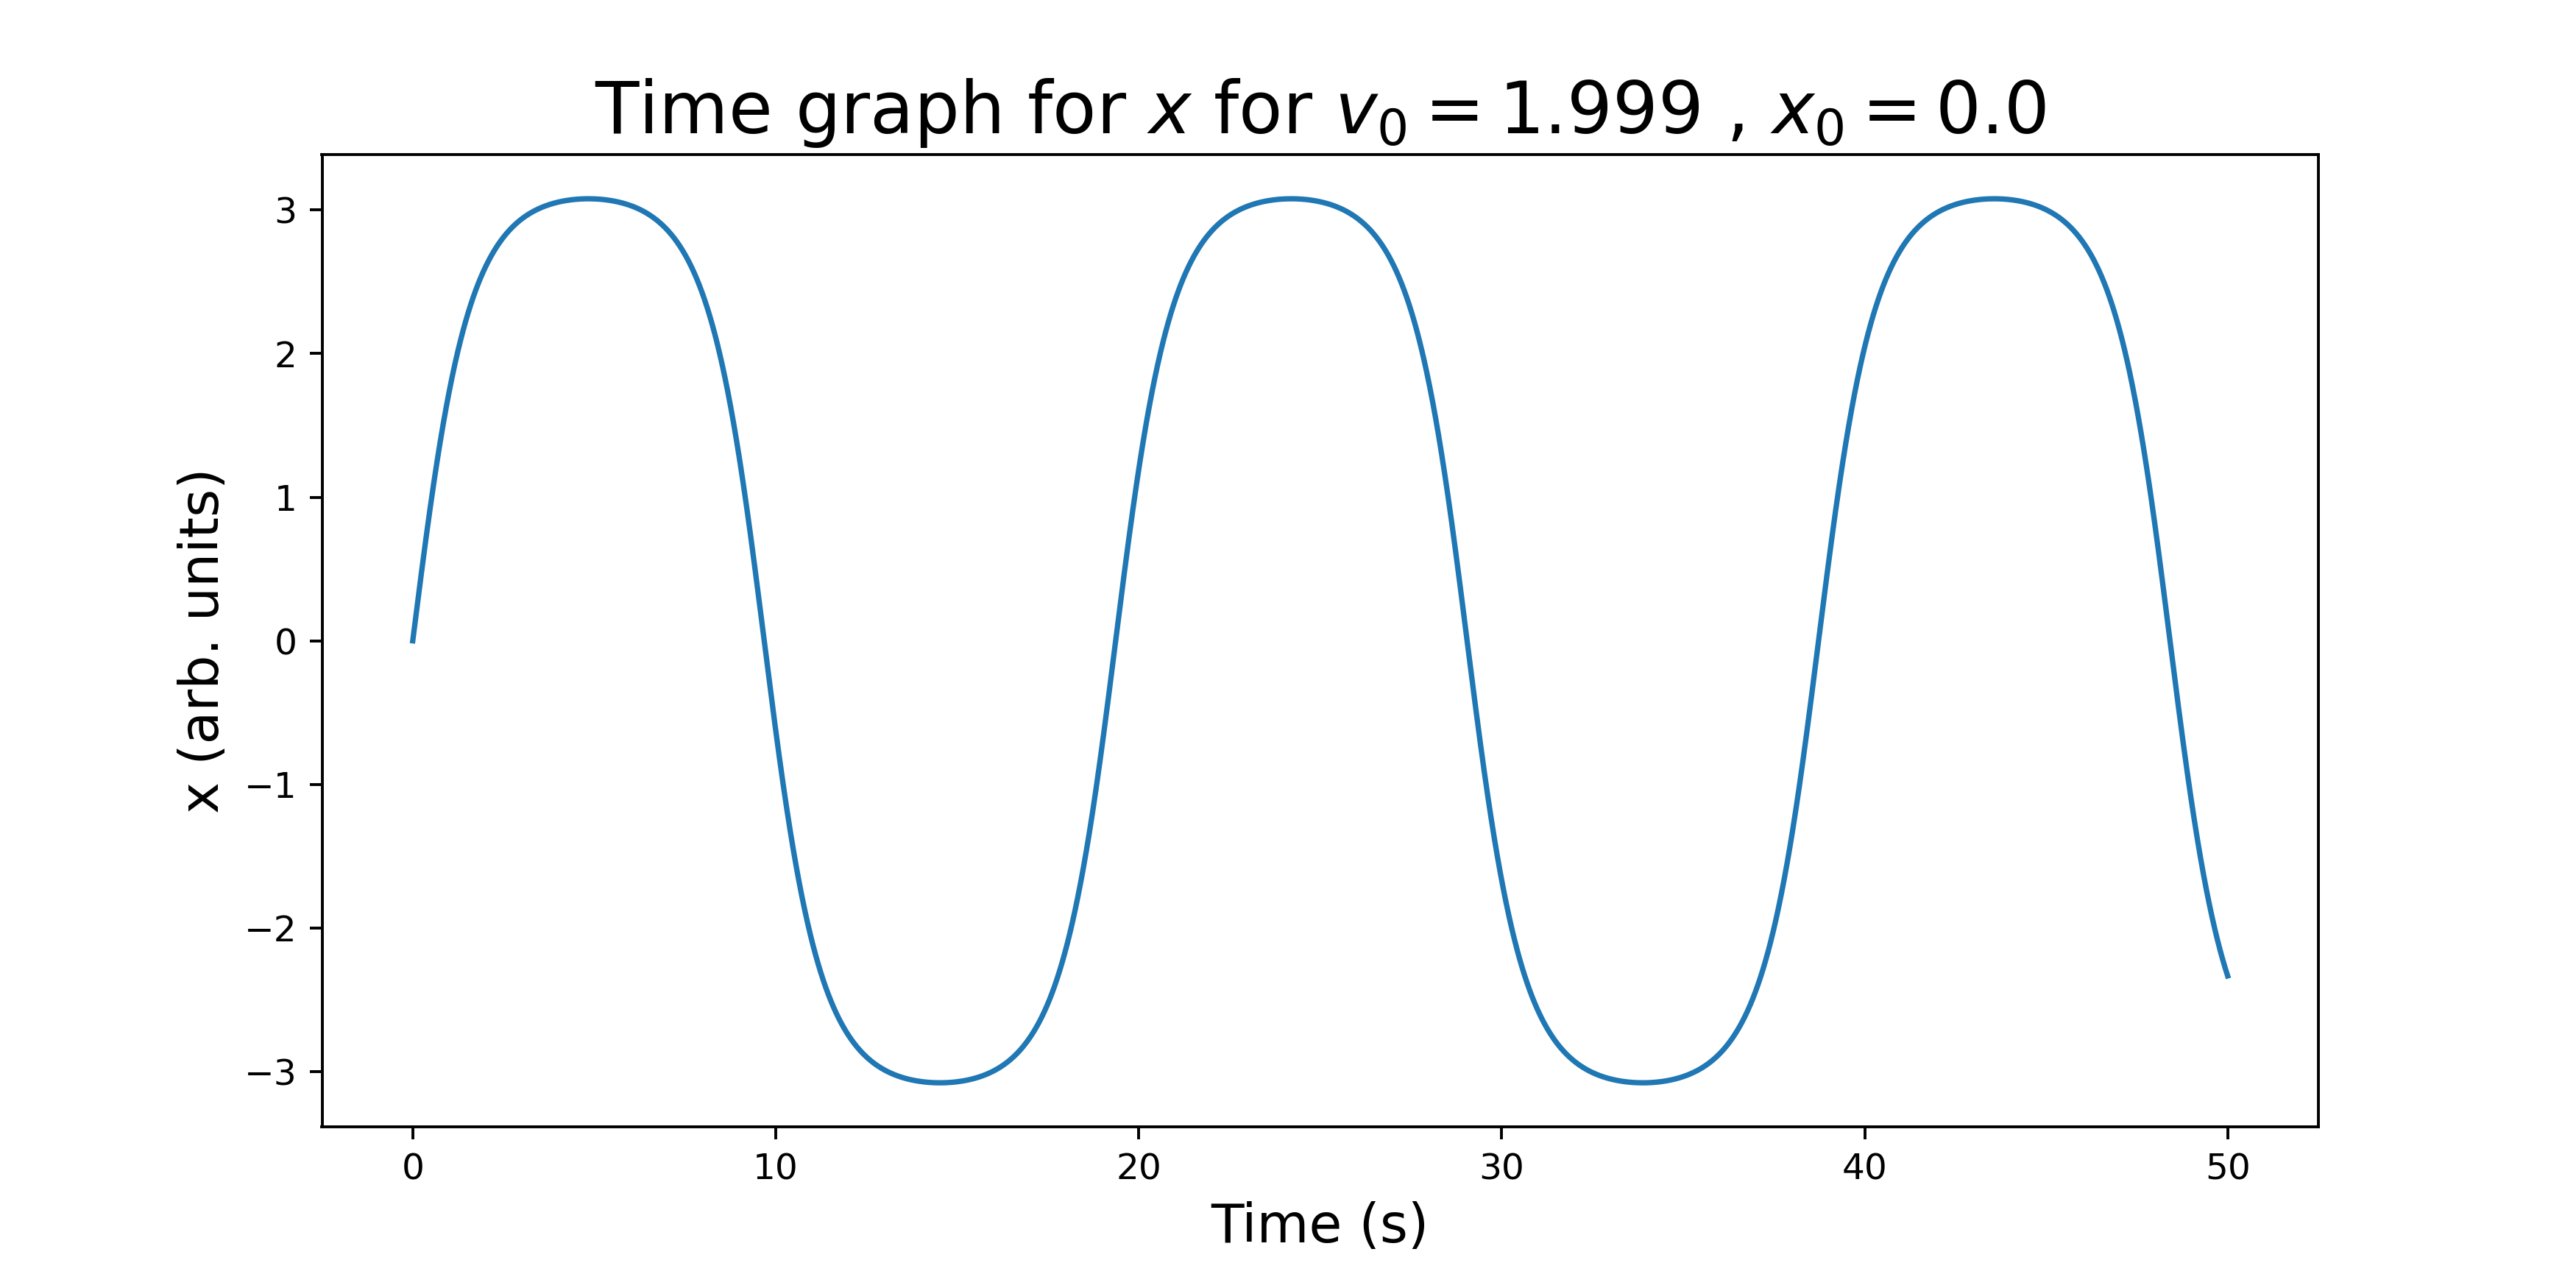 Time graph for x for v₀ = 1.999 , x₀ = 0.0
x (arb. units)
3
2
1
0
−1
−2
−3
0 10 20 30 40 50
Time (s)